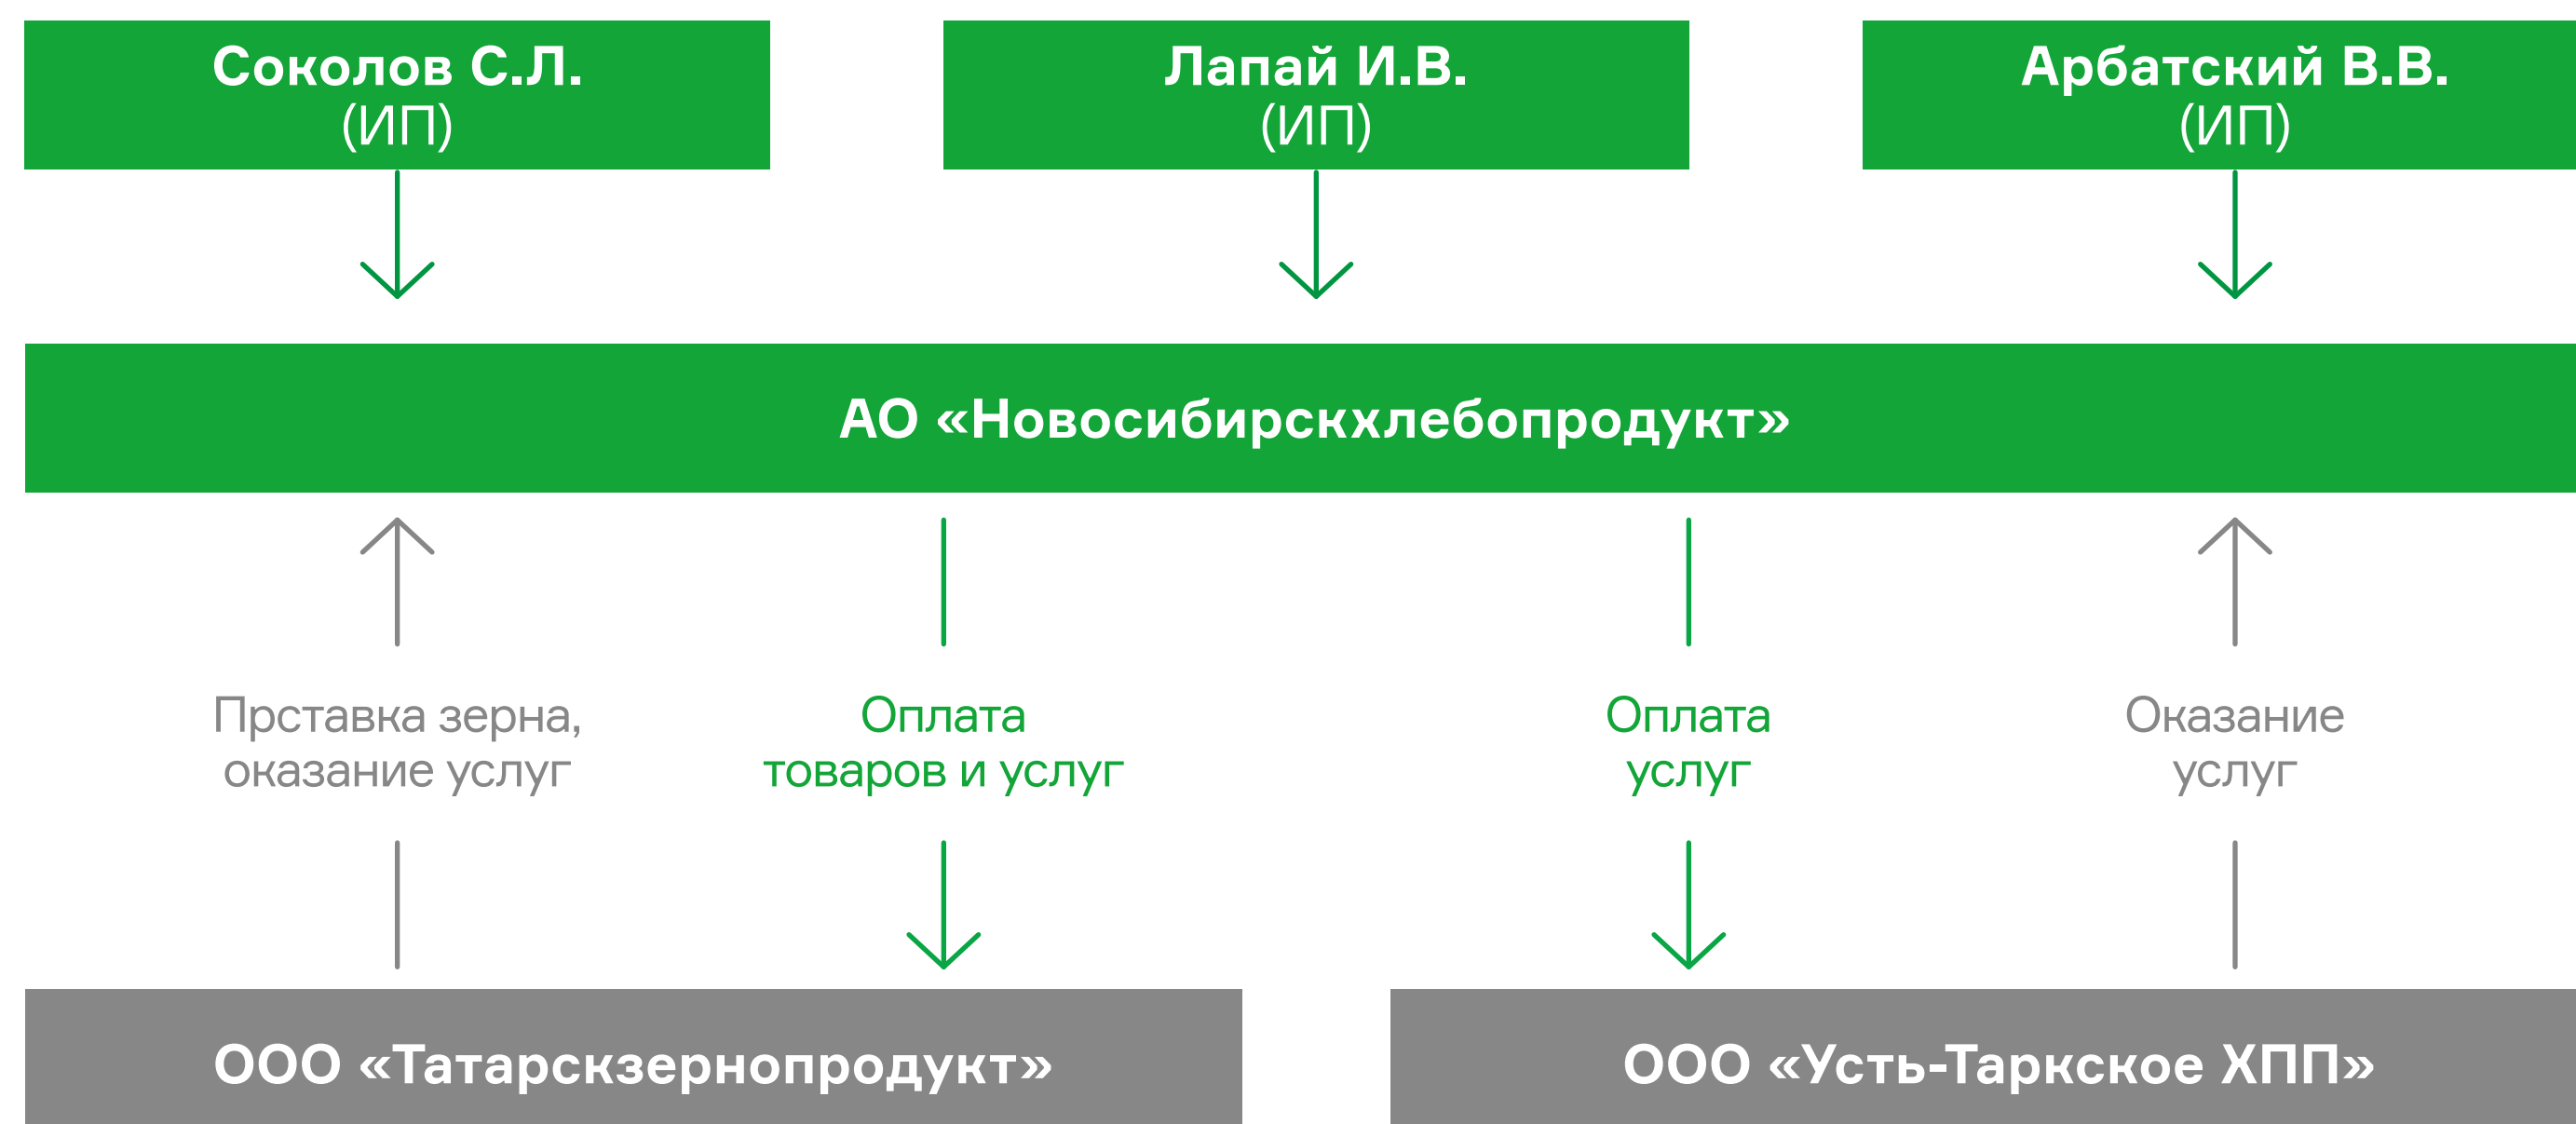 Соколов С.Л.
(ИП)
Лапай И.В.
(ИП)
Арбатский В.В.
(ИП)
АО «Новосибирскхлебопродукт»
Прставка зерна,
оказание услуг
Оплата
товаров и услуг
Оплата
услуг
Оказание
услуг
ООО «Татарскзернопродукт»
ООО «Усть-Таркское ХПП»